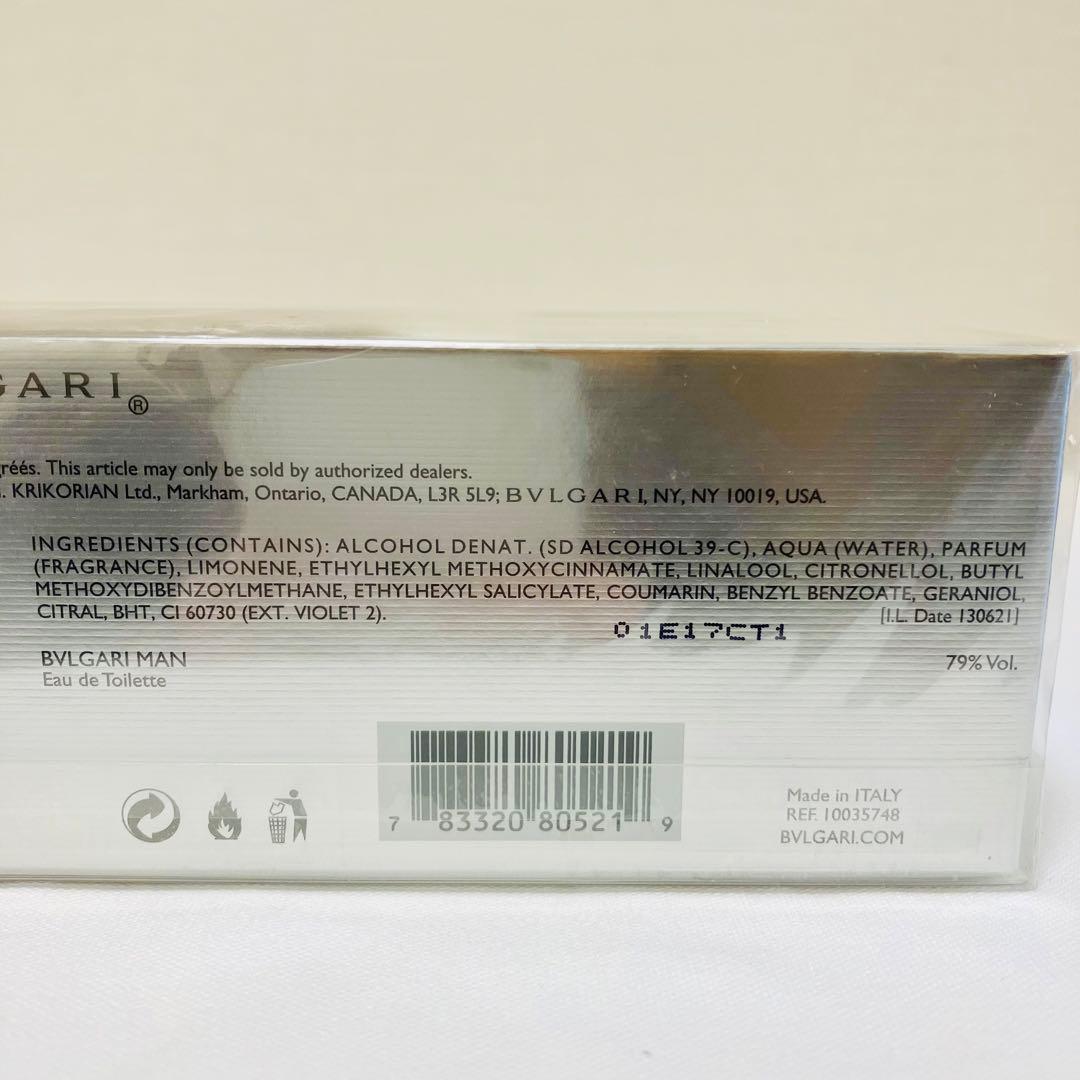 GARI®
réés. This article may only be sold by authorized dealers.
. KRIKORIAN Ltd., Markham, Ontario, CANADA, L3R 5L9; BVLGARI, NY, NY 10019, USA.
INGREDIENTS (CONTAINS): ALCOHOL DENAT. (SD ALCOHOL 39-C), AQUA (WATER), PARFUM
(FRAGRANCE), LIMONENE, ETHYLHEXYL METHOXYCINNAMATE, LINALOOL, CITRONELLOL, BUTYL
METHOXYDIBENZOYLMETHANE, ETHYLHEXYL SALICYLATE, COUMARIN, BENZYL BENZOATE, GERANIOL,
CITRAL, BHT, CI 60730 (EXT. VIOLET 2). [I.L. Date 130621]
01E17CT1
BVLGARI MAN 79% Vol.
Eau de Toilette
7 83320 80521 9
Made in ITALY
REF. 10035748
BVLGARI.COM